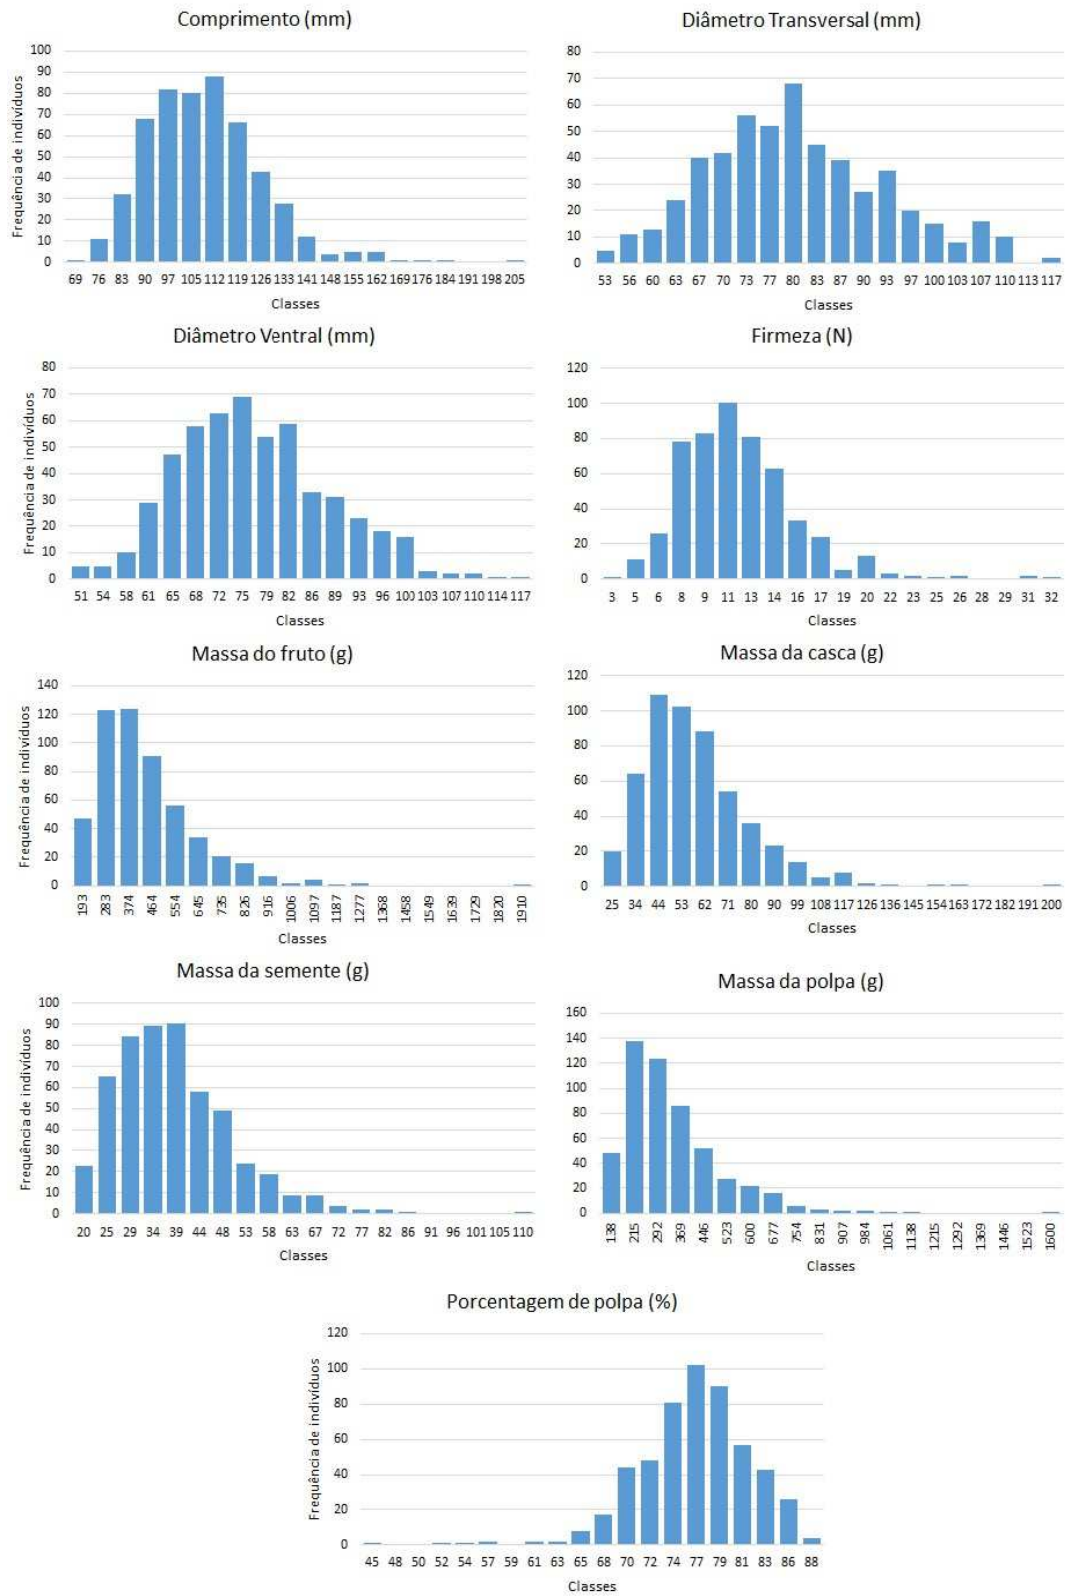 Comprimento (mm)
Frequência de indivíduos
100
90
80
70
60
50
40
30
20
10
0
69 76 83 90 97 105 112 119 126 133 141 148 155 162 169 176 184 191 198 205
Classes
Diâmetro Transversal (mm)
80
70
60
50
40
30
20
10
0
53 56 60 63 67 70 73 77 80 83 87 90 93 97 100 103 107 110 113 117
Classes
Diâmetro Ventral (mm)
Frequência de indivíduos
80
70
60
50
40
30
20
10
0
51 54 58 61 65 68 72 75 79 82 86 89 93 96 100 103 107 110 114 117
Classes
Firmeza (N)
120
100
80
60
40
20
0
3 5 6 8 9 11 13 14 16 17 19 20 22 23 25 26 28 29 31 32
Classes
Massa do fruto (g)
Frequência de indivíduos
140
120
100
80
60
40
20
0
193 283 374 464 554 645 735 826 916 1006 1097 1187 1277 1368 1458 1549 1639 1729 1820 1910
Classes
Massa da casca (g)
120
100
80
60
40
20
0
25 34 44 53 62 71 80 90 99 108 117 126 136 145 154 163 172 182 191 200
Classes
Massa da semente (g)
Frequência de indivíduos
100
90
80
70
60
50
40
30
20
10
0
20 25 29 34 39 44 48 53 58 63 67 72 77 82 86 91 96 101 105 110
Classes
Massa da polpa (g)
160
140
120
100
80
60
40
20
0
138 215 292 369 446 523 600 677 754 831 907 984 1061 1138 1215 1292 1369 1446 1523 1600
Classes
Porcentagem de polpa (%)
Frequência de indivíduos
120
100
80
60
40
20
0
45 48 50 52 54 57 59 61 63 65 68 70 72 74 77 79 81 83 86 88
Classes